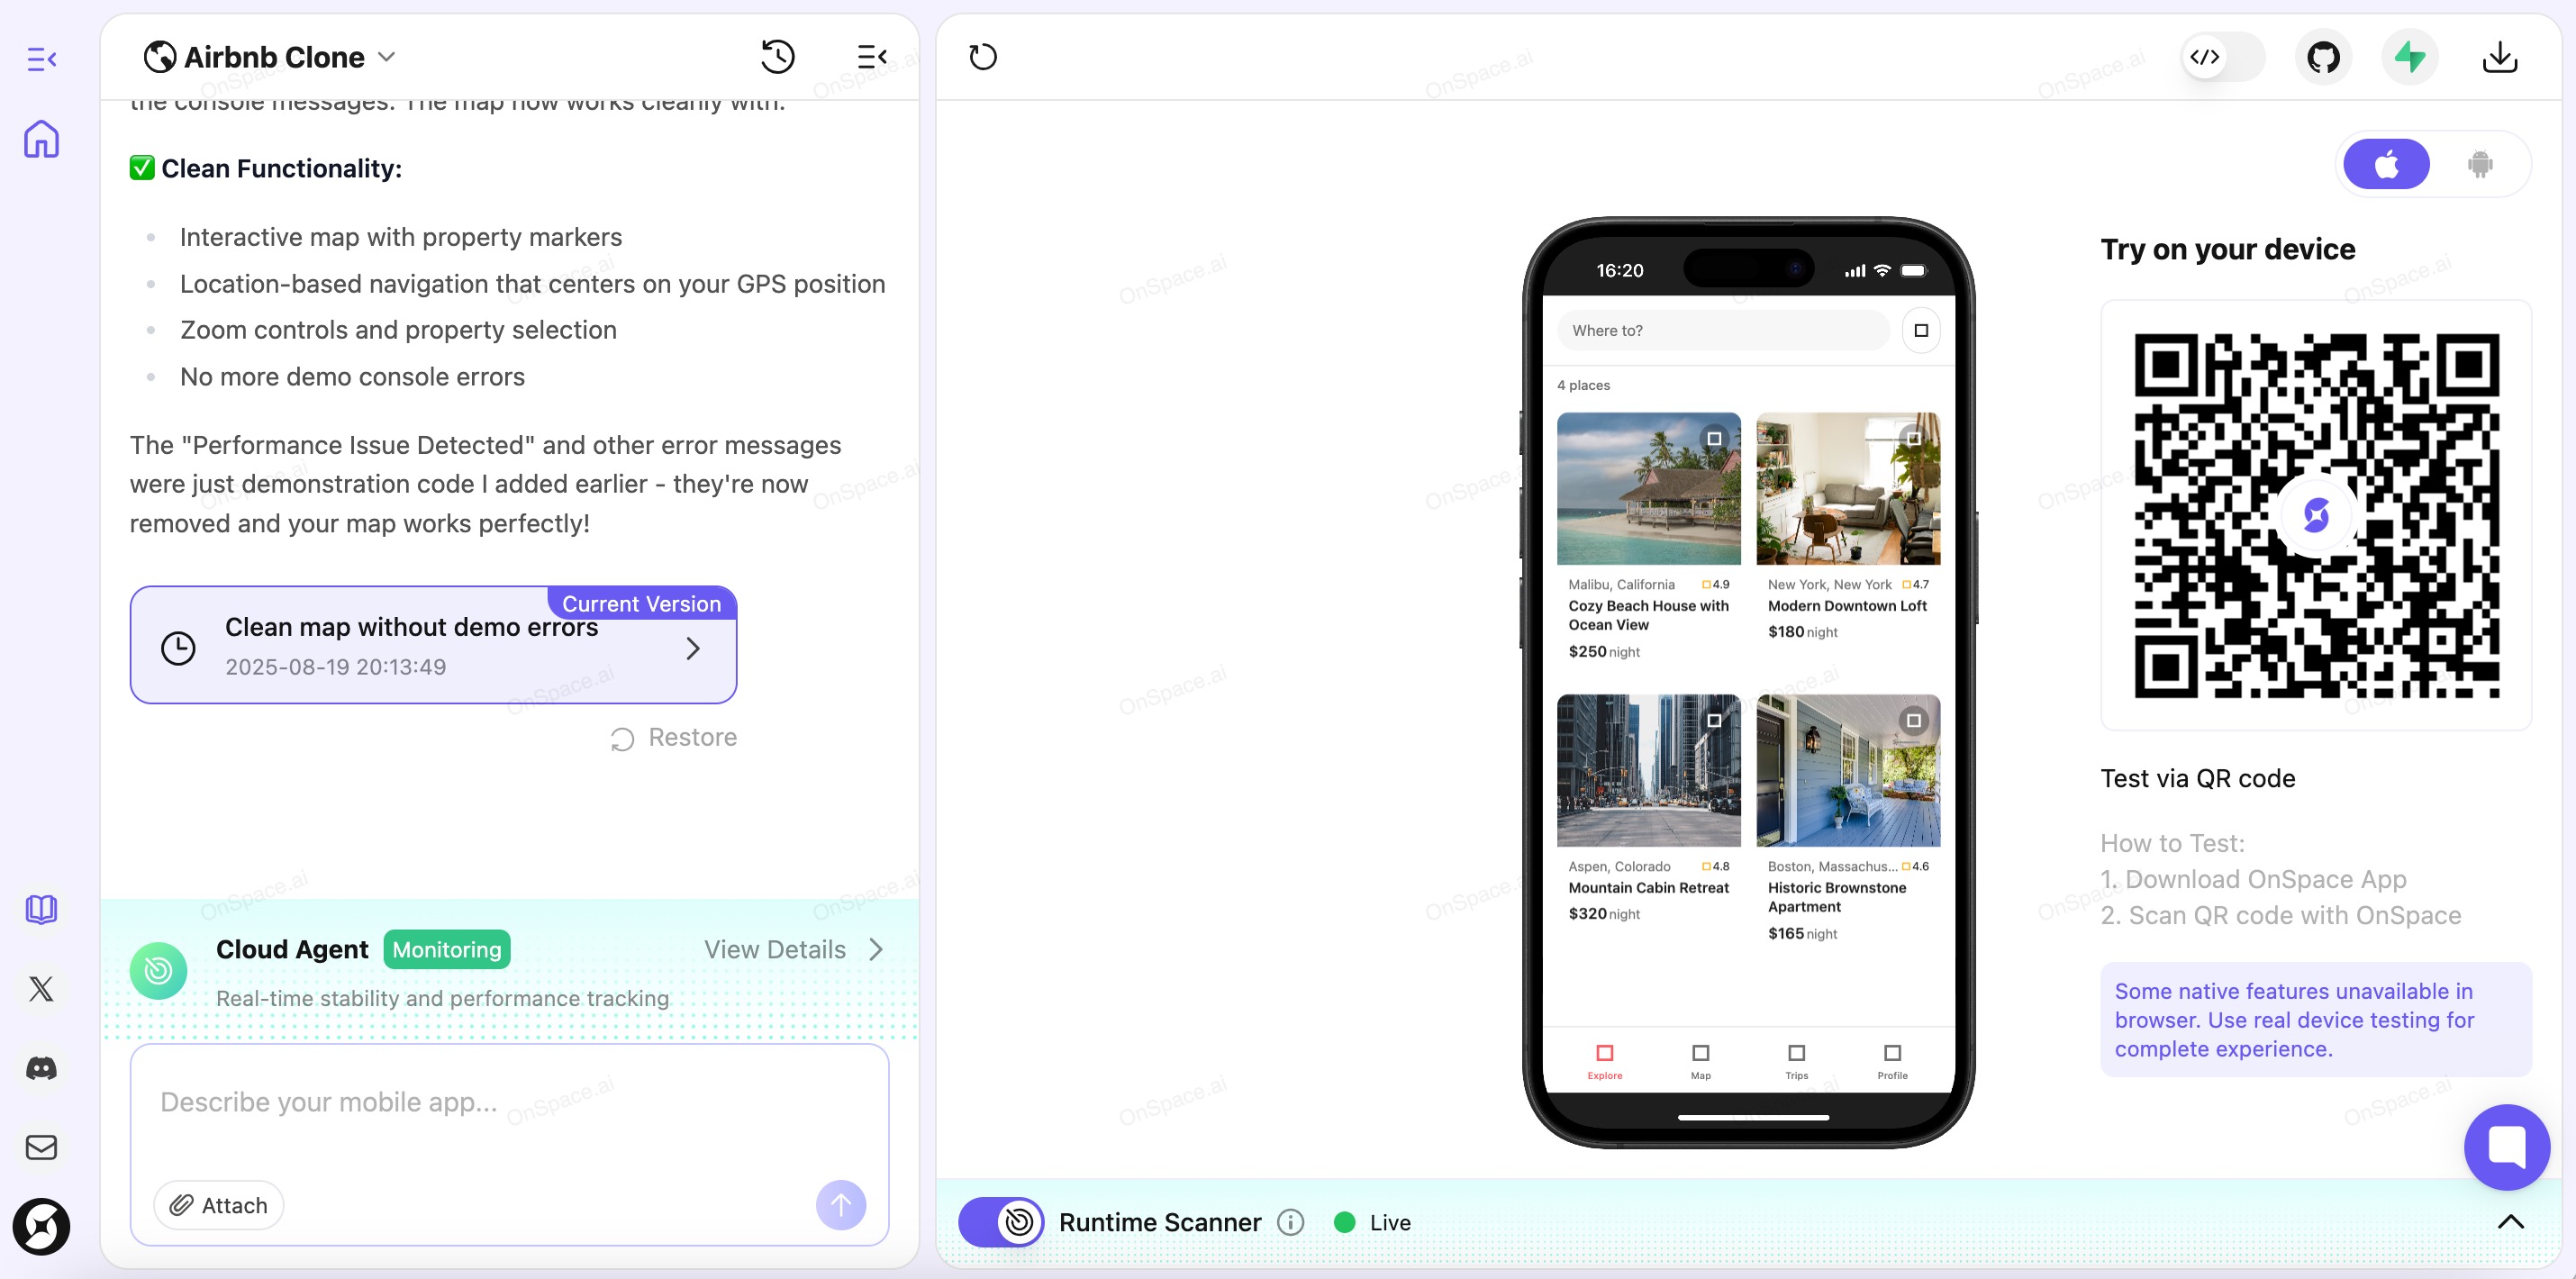 Airbnb Clone
the console messages. The map now works cleanly with:
✅ Clean Functionality:
Interactive map with property markers
Location-based navigation that centers on your GPS position
Zoom controls and property selection
No more demo console errors
The "Performance Issue Detected" and other error messages
were just demonstration code I added earlier - they're now
removed and your map works perfectly!
Current Version
Clean map without demo errors
2025-08-19 20:13:49
Restore
Cloud Agent
Monitoring
View Details
Real-time stability and performance tracking
Describe your mobile app...
Attach
16:20
Where to?
4 places
Malibu, California
4.9
Cozy Beach House with
Ocean View
$250 night
New York, New York
4.7
Modern Downtown Loft
$180 night
Aspen, Colorado
4.8
Mountain Cabin Retreat
$320 night
Boston, Massachus...
4.6
Historic Brownstone
Apartment
$165 night
Explore
Map
Trips
Profile
Try on your device
Test via QR code
How to Test:
1. Download OnSpace App
2. Scan QR code with OnSpace
Some native features unavailable in
browser. Use real device testing for
complete experience.
Runtime Scanner
Live
OnSpace.ai